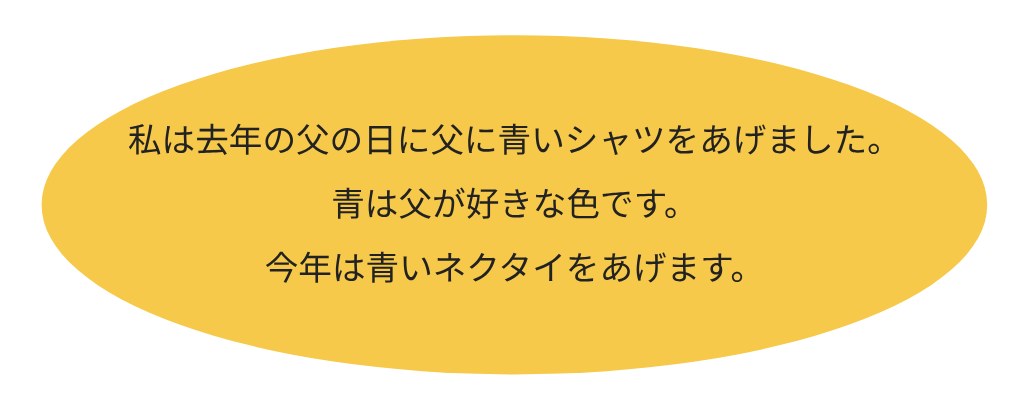 私は去年の父の日に父に青いシャツをあげました。
青は父が好きな色です。
今年は青いネクタイをあげます。